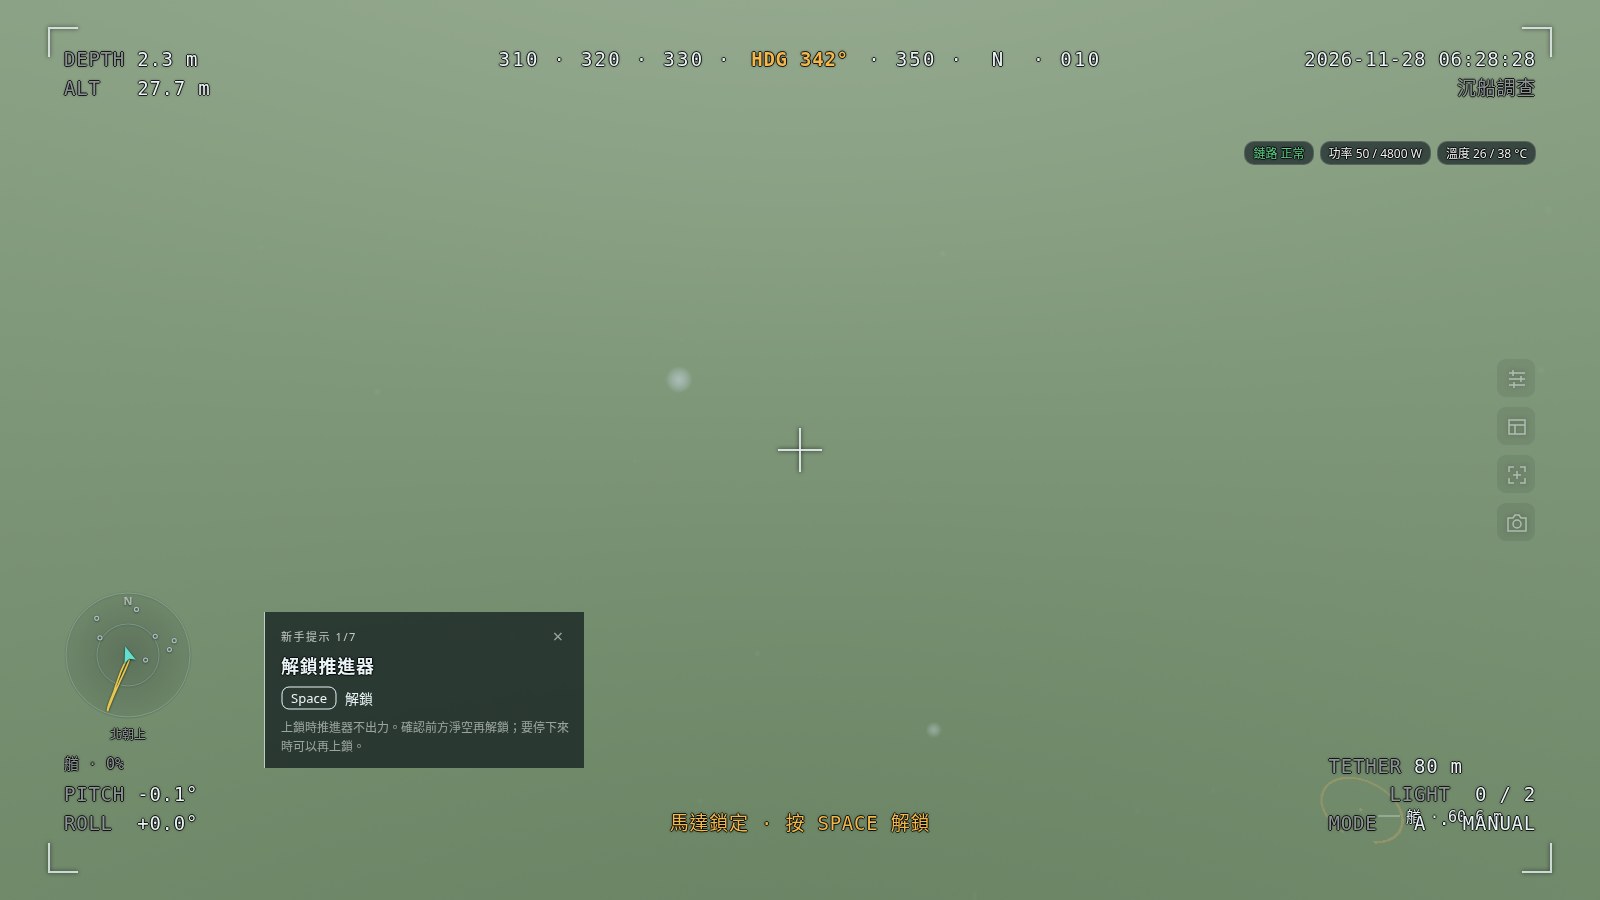 DEPTH 2.3 m
ALT 27.7 m
310 · 320 · 330 · HDG 342° · 350 · N · 010
2026-11-28 06:28:28
沉船調查
鏈路 正常
功率 50 / 4800 W
溫度 26 / 38 °C
N
北朝上
艏 · 0%
PITCH -0.1°
ROLL +0.0°
新手提示 1/7
解鎖推進器
Space 解鎖
上鎖時推進器不出力。確認前方淨空再解鎖；要停下來
時可以再上鎖。
馬達鎖定 · 按 SPACE 解鎖
TETHER 80 m
LIGHT 0 / 2
MODE A · MANUAL